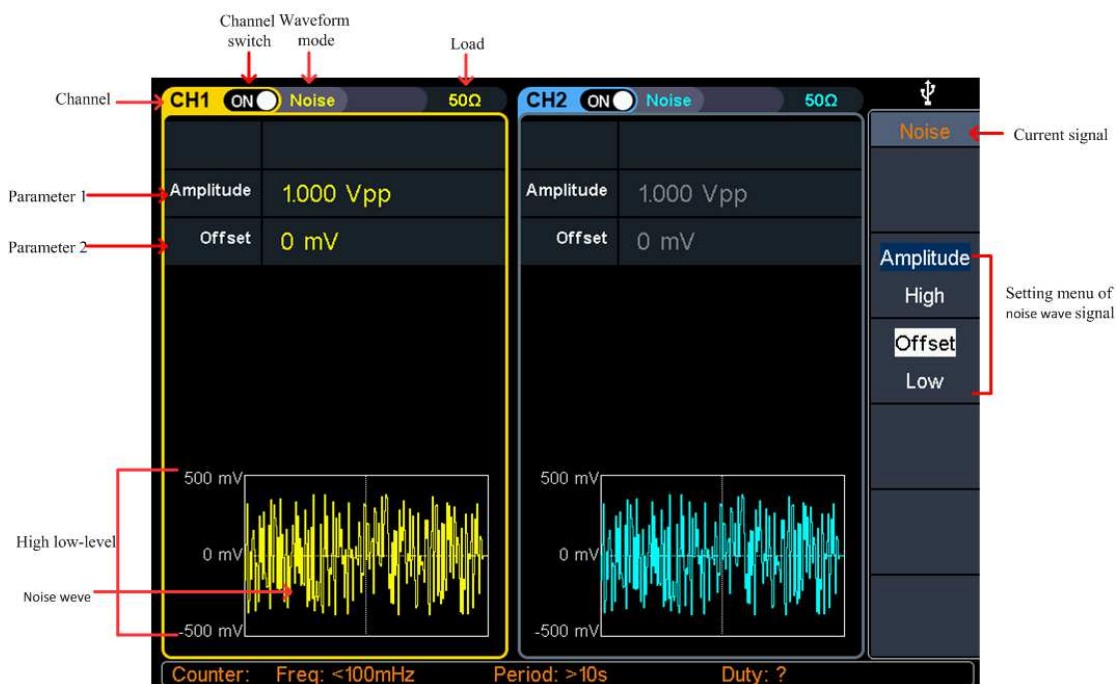 Channel Waveform
switch mode
Load
Channel
CH1 ON Noise 50Ω
CH2 ON Noise 50Ω
Noise
Current signal
Parameter 1
Amplitude 1.000 Vpp
Amplitude 1.000 Vpp
Parameter 2
Offset 0 mV
Offset 0 mV
Amplitude
High
Offset
Low
Setting menu of
noise wave signal
500 mV
0 mV
-500 mV
500 mV
0 mV
-500 mV
High low-level
Noise weve
Counter: Freq: <100mHz Period: >10s Duty: ?